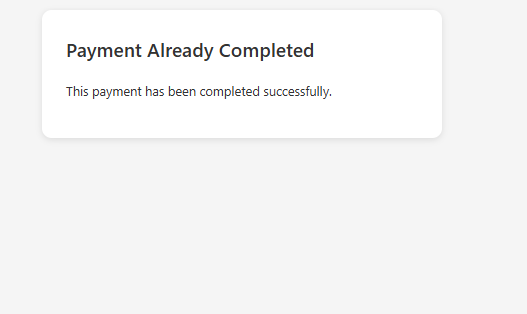 Payment Already Completed
This payment has been completed successfully.